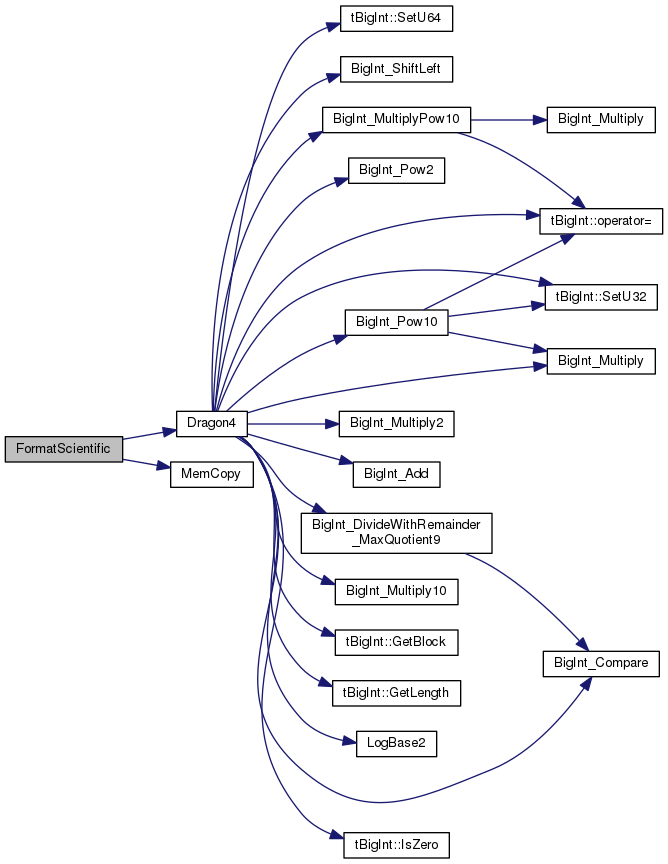 tBigInt::SetU64
BigInt_ShiftLeft
BigInt_MultiplyPow10
BigInt_Multiply
BigInt_Pow2
tBigInt::operator=
tBigInt::SetU32
BigInt_Pow10
BigInt_Multiply
Dragon4
BigInt_Multiply2
FormatScientific
MemCopy
BigInt_Add
BigInt_DivideWithRemainder
_MaxQuotient9
BigInt_Multiply10
tBigInt::GetBlock
BigInt_Compare
tBigInt::GetLength
LogBase2
tBigInt::IsZero